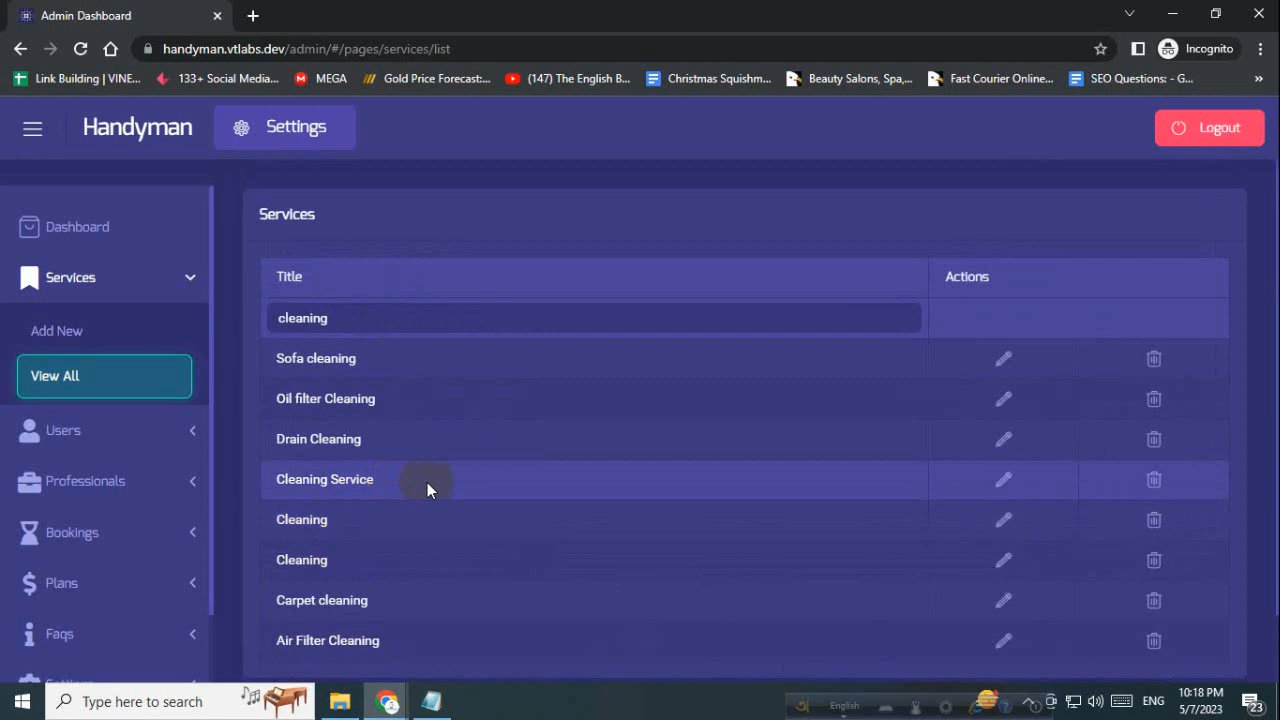 Admin Dashboard
handyman.vtlabs.dev/admin/#/pages/services/list
Incognito
Link Building | VINE...
133+ Social Media...
MEGA
Gold Price Forecast:...
(147) The English B...
Christmas Squishm...
Beauty Salons, Spa,...
Fast Courier Online...
SEO Questions: - G...
»
Handyman
Settings
Logout
Dashboard
Services
Add New
View All
Users
Professionals
Bookings
Plans
Faqs
Services
Title
Actions
cleaning
Sofa cleaning
Oil filter Cleaning
Drain Cleaning
Cleaning Service
Cleaning
Cleaning
Carpet cleaning
Air Filter Cleaning
Type here to search
English
ENG
10:18 PM
5/7/2023
23